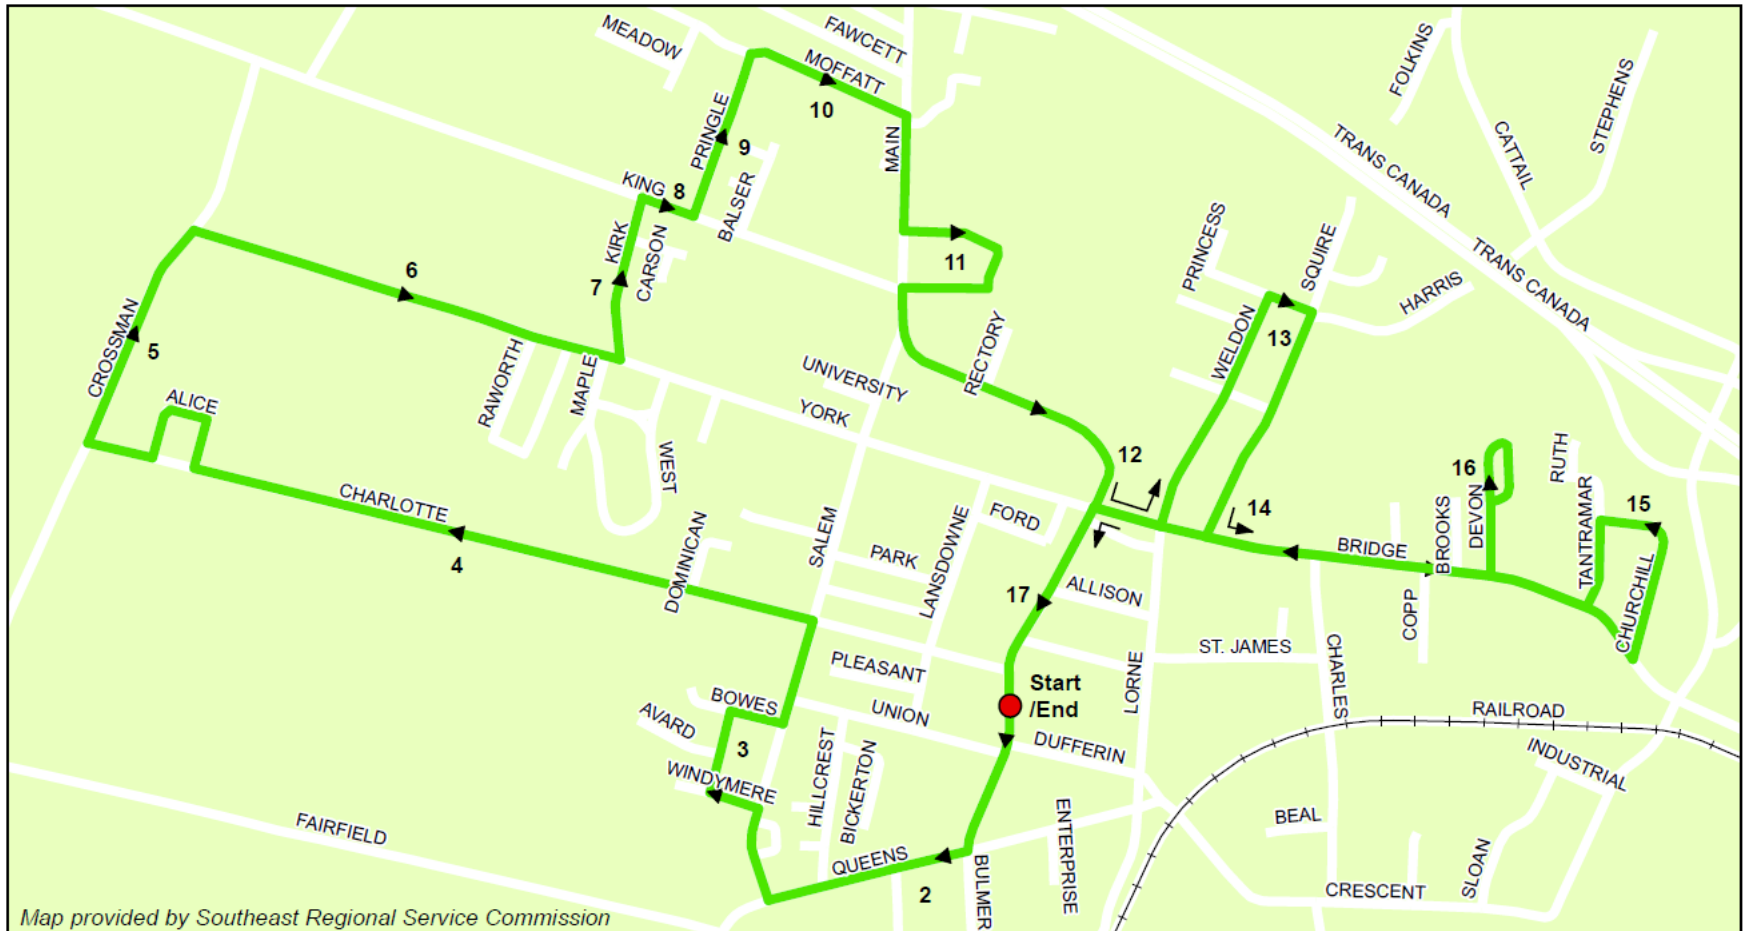 MEADOW
FAWCETT
MOFFATT
10
PRINGLE
9
MAIN
KING
8
BALSER
KIRK
CARSON
7
11
6
CROSSMAN
5
ALICE
RAWORTH
MAPLE
WEST
UNIVERSITY
YORK
RECTORY
FOLKINS
STEPHENS
CATTAIL
TRANS CANADA
TRANS CANADA
PRINCESS
SQUIRE
HARRIS
WELDON
13
12
14
CHARLOTTE
4
DOMINICAN
SALEM
PARK
LANSDOWNE
FORD
17
ALLISON
BRIDGE
BROOKS
DEVON
16
RUTH
TANTRAMAR
15
CHURCHILL
COPP
ST. JAMES
CHARLES
LORNE
PLEASANT
UNION
Start
/End
DUFFERIN
BOWES
AVARD
3
WINDYMERE
HILLCREST
BICKERTON
QUEENS
2
BULMER
ENTERPRISE
FAIRFIELD
RAILROAD
INDUSTRIAL
BEAL
SLOAN
CRESCENT
Map provided by Southeast Regional Service Commission